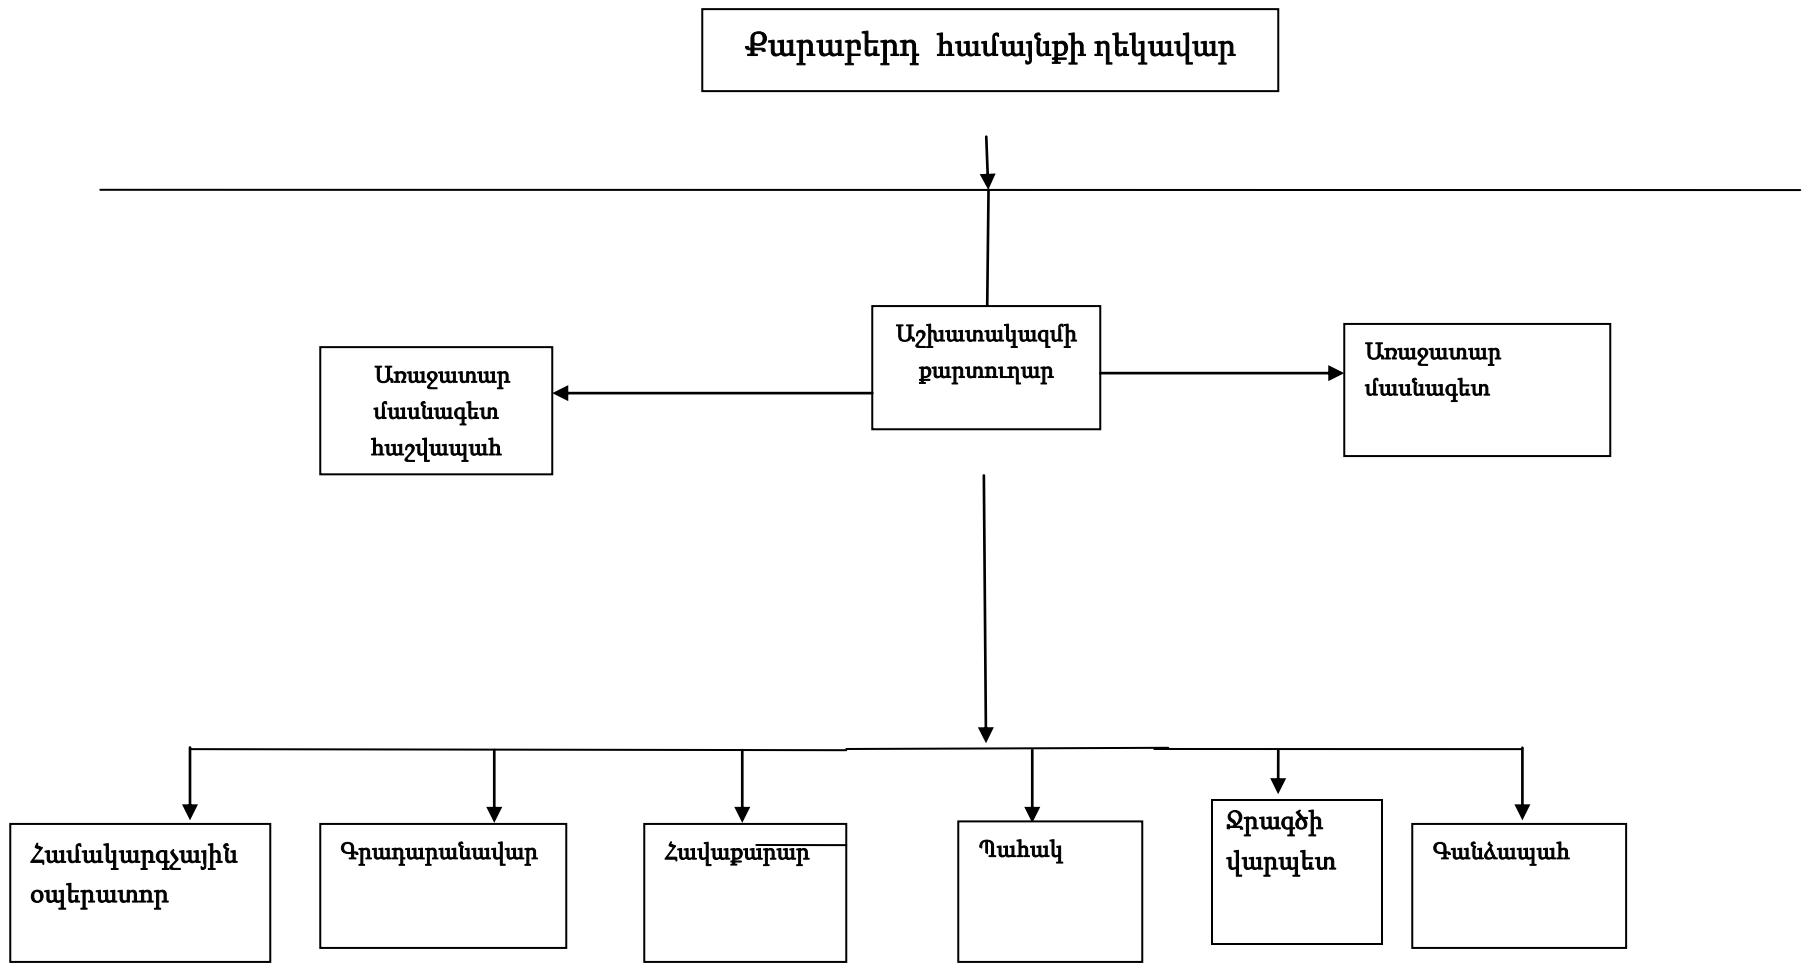 Քարաբերդ համայնքի ղեկավար
Աշխատակազմի
քարտուղար
Առաջատար
մասնագետ
հաշվապահ
Առաջատար
մասնագետ
Համակարգչային
օպերատոր
Գրադարանավար
Հավաքարար
Պահակ
Ջրագծի
վարպետ
Գանձապահ